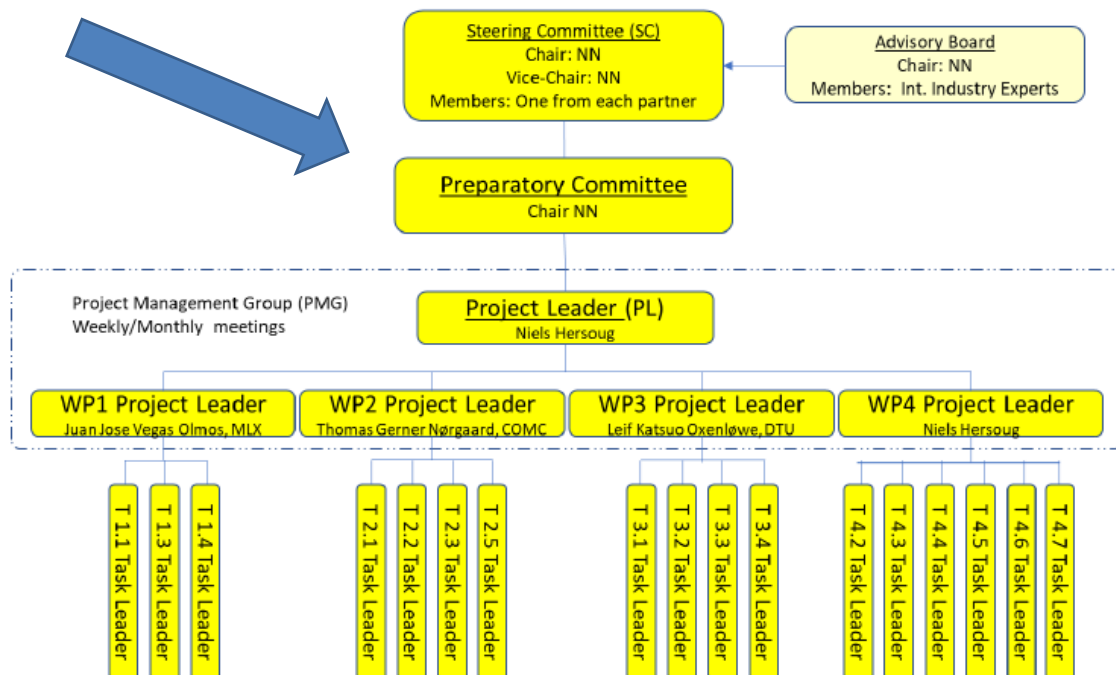 Steering Committee (SC)
Chair: NN
Vice-Chair: NN
Members: One from each partner
Advisory Board
Chair: NN
Members: Int. Industry Experts
Preparatory Committee
Chair NN
Project Management Group (PMG)
Weekly/Monthly meetings
Project Leader (PL)
Niels Hersoug
WP1 Project Leader
Juan Jose Vegas Olmos, MLX
WP2 Project Leader
Thomas Gerner Nørgaard, COMC
WP3 Project Leader
Leif Katsuo Oxenløwe, DTU
WP4 Project Leader
Niels Hersoug
T 1.1 Task Leader
T 1.3 Task Leader
T 1.4 Task Leader
T 2.1 Task Leader
T 2.2 Task Leader
T 2.3 Task Leader
T 2.5 Task Leader
T 3.1 Task Leader
T 3.2 Task Leader
T 3.3 Task Leader
T 3.4 Task Leader
T 4.2 Task Leader
T 4.3 Task Leader
T 4.4 Task Leader
T 4.5 Task Leader
T 4.6 Task Leader
T 4.7 Task Leader